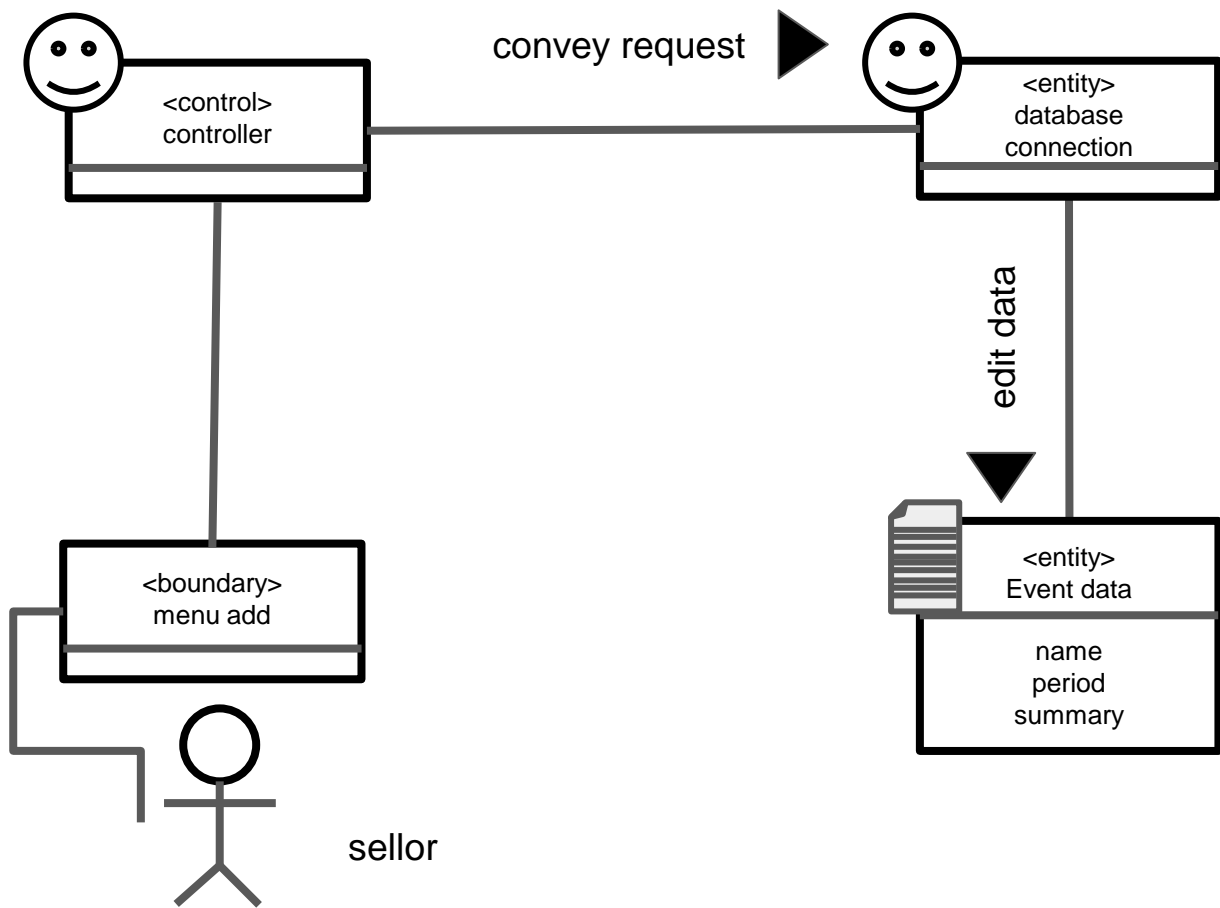 convey request
<control>
controller
<entity>
database
connection
edit data
<boundary>
menu add
<entity>
Event data
name
period
summary
sellor